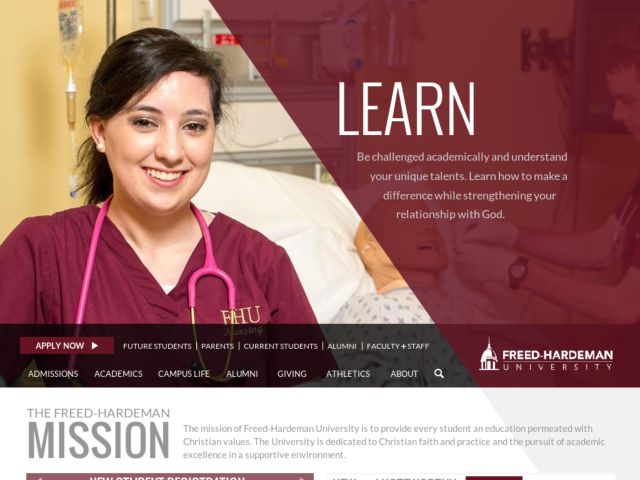 LEARN
Be challenged academically and understand
your unique talents. Learn how to make a
difference while strengthening your
relationship with God.
FHU
Nursing
APPLY NOW
FUTURE STUDENTS | PARENTS | CURRENT STUDENTS | ALUMNI | FACULTY + STAFF
ADMISSIONS ACADEMICS CAMPUS LIFE ALUMNI GIVING ATHLETICS ABOUT
FREED-HARDEMAN
UNIVERSITY
THE FREED-HARDEMAN
MISSION
The mission of Freed-Hardeman University is to provide every student an education permeated with
Christian values. The University is dedicated to Christian faith and practice and the pursuit of academic
excellence in a supportive environment.
NEW STUDENT REGISTRATION